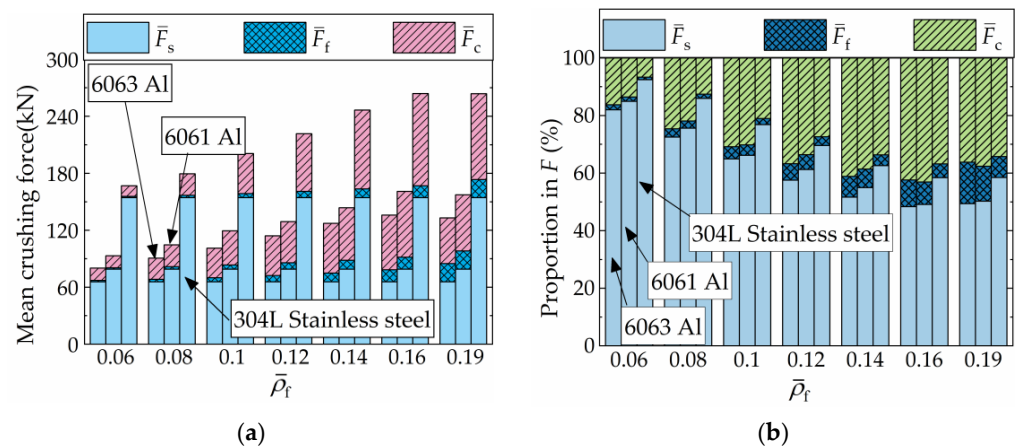 F̄s F̄f F̄c
Mean crushing force(kN)
300
240
180
120
60
0
6063 Al
6061 Al
304L Stainless steel
0.06 0.08 0.1 0.12 0.14 0.16 0.19
ρ̄f
(a)
F̄s F̄f F̄c
Proportion in F (%)
100
80
60
40
20
0
304L Stainless steel
6061 Al
6063 Al
0.06 0.08 0.1 0.12 0.14 0.16 0.19
ρ̄f
(b)